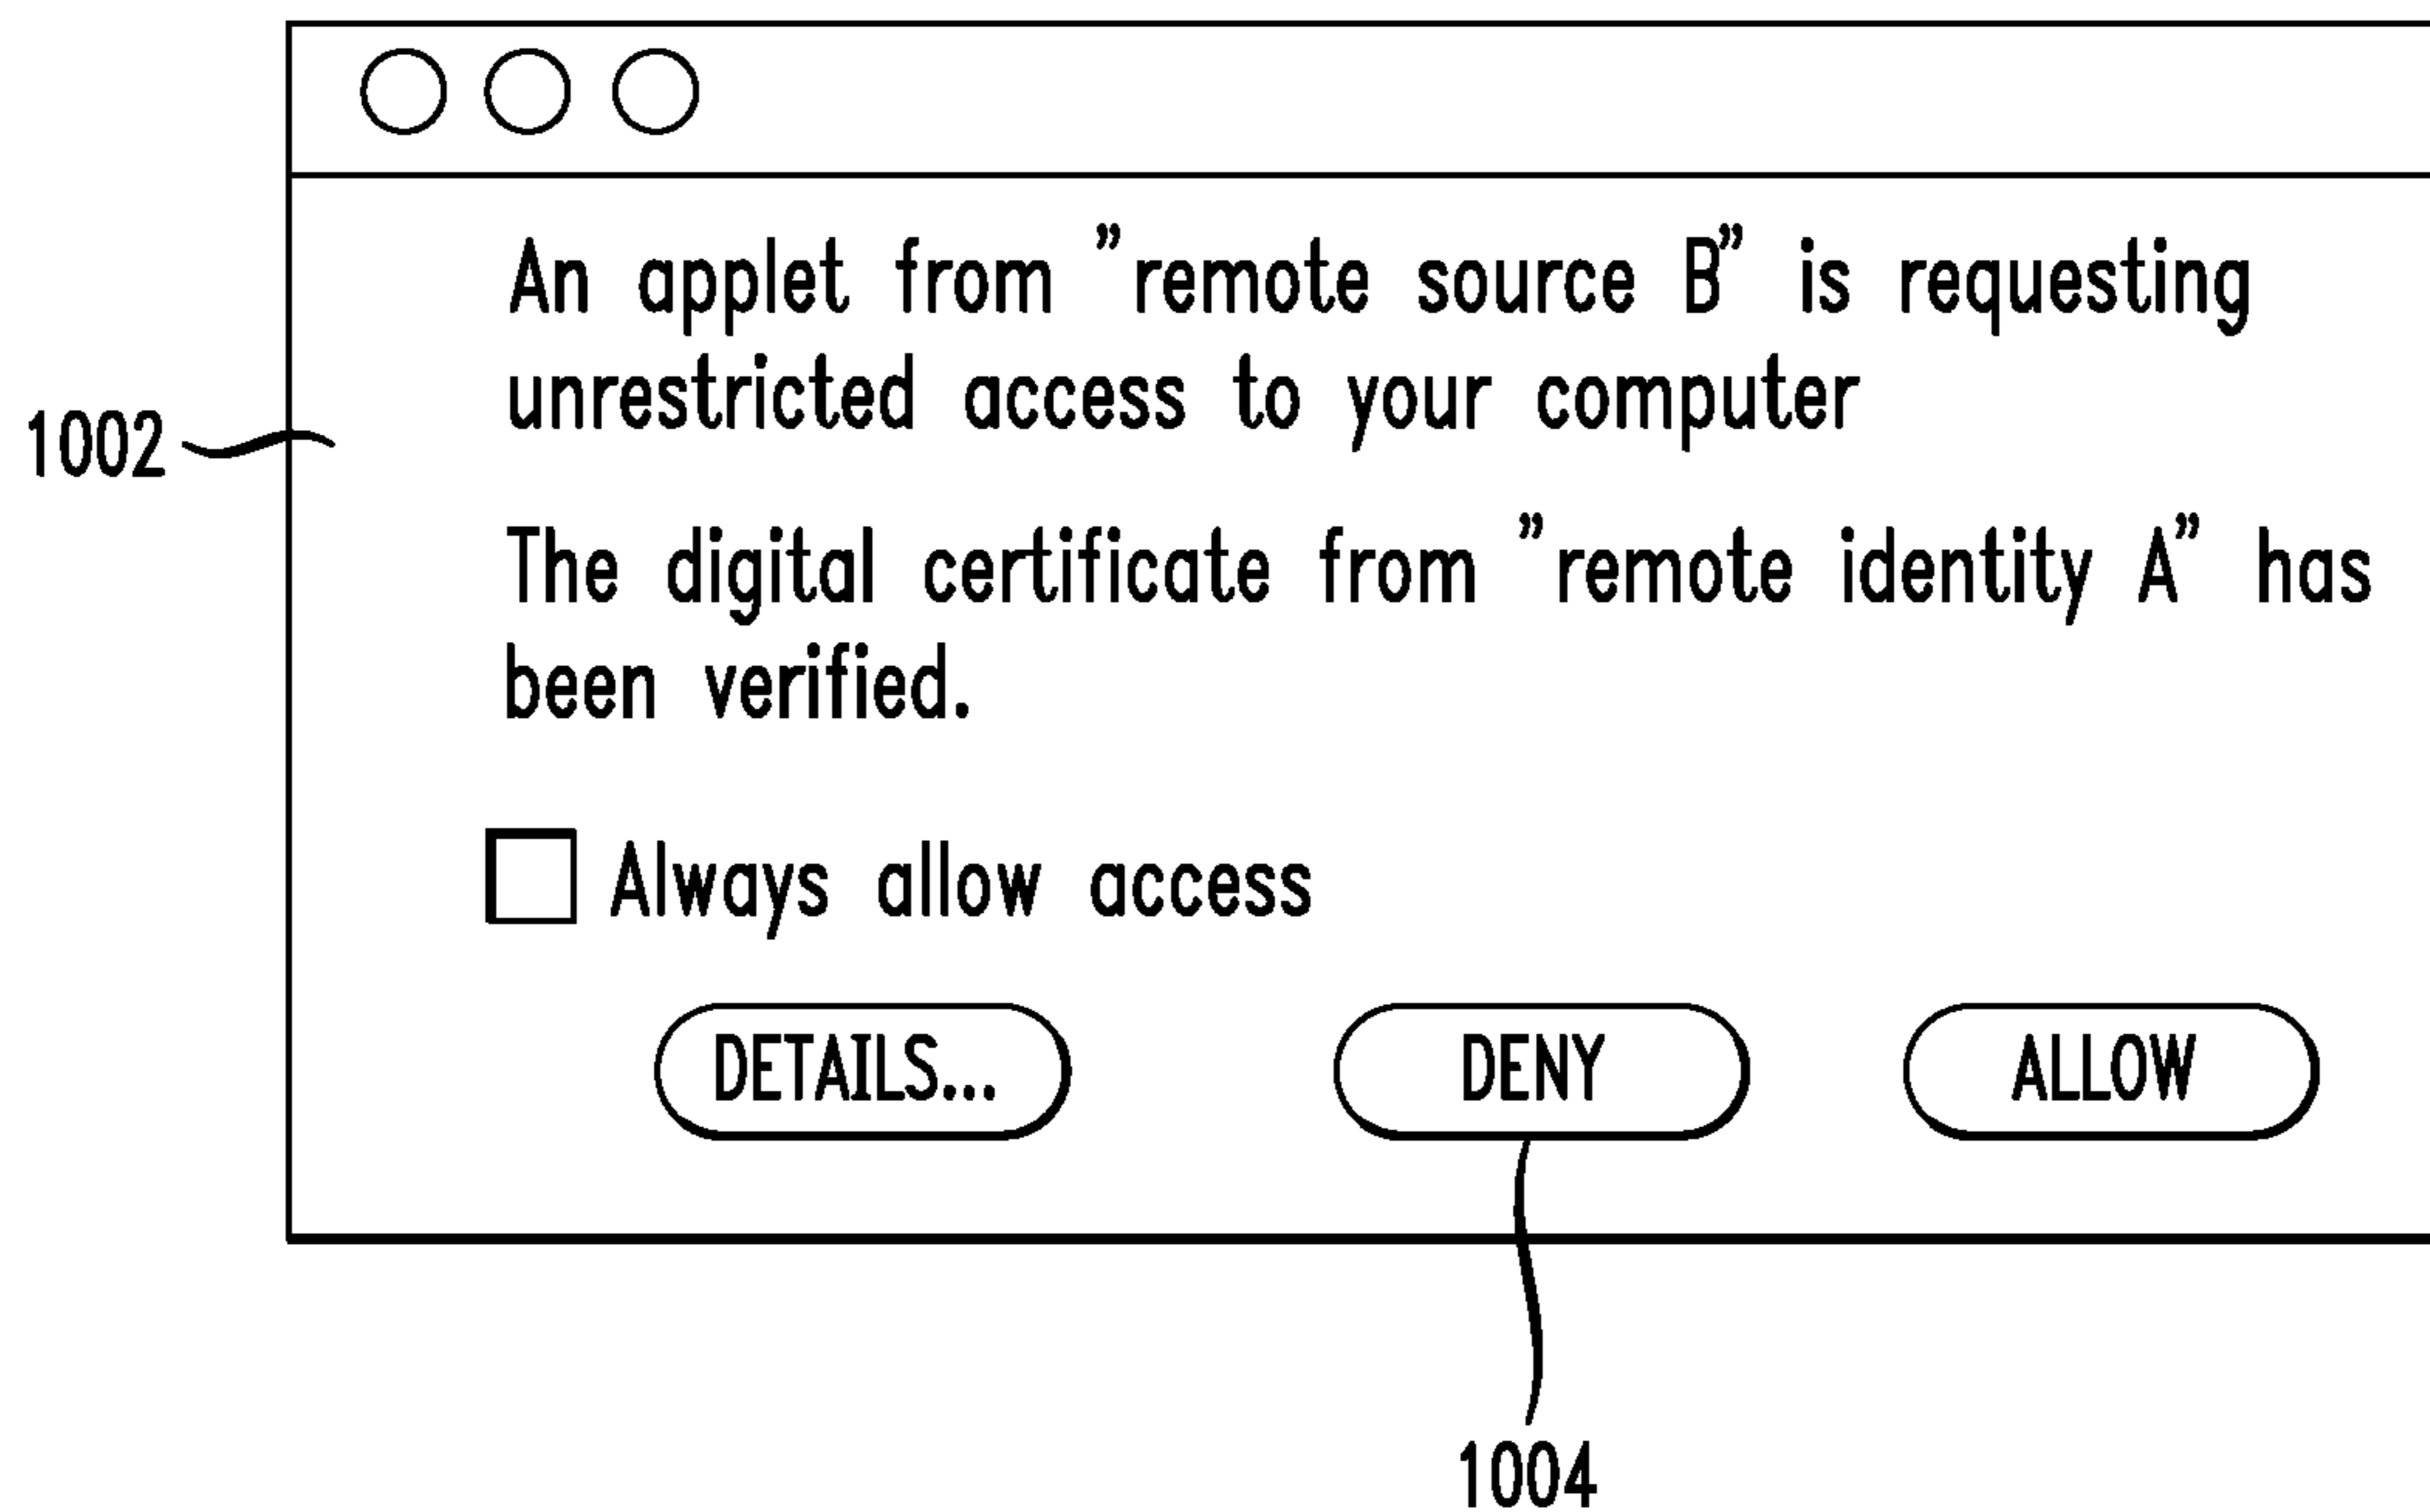 An applet from "remote source B" is requesting
unrestricted access to your computer
1002
The digital certificate from "remote identity A" has
been verified.
Always allow access
DETAILS... DENY ALLOW
1004